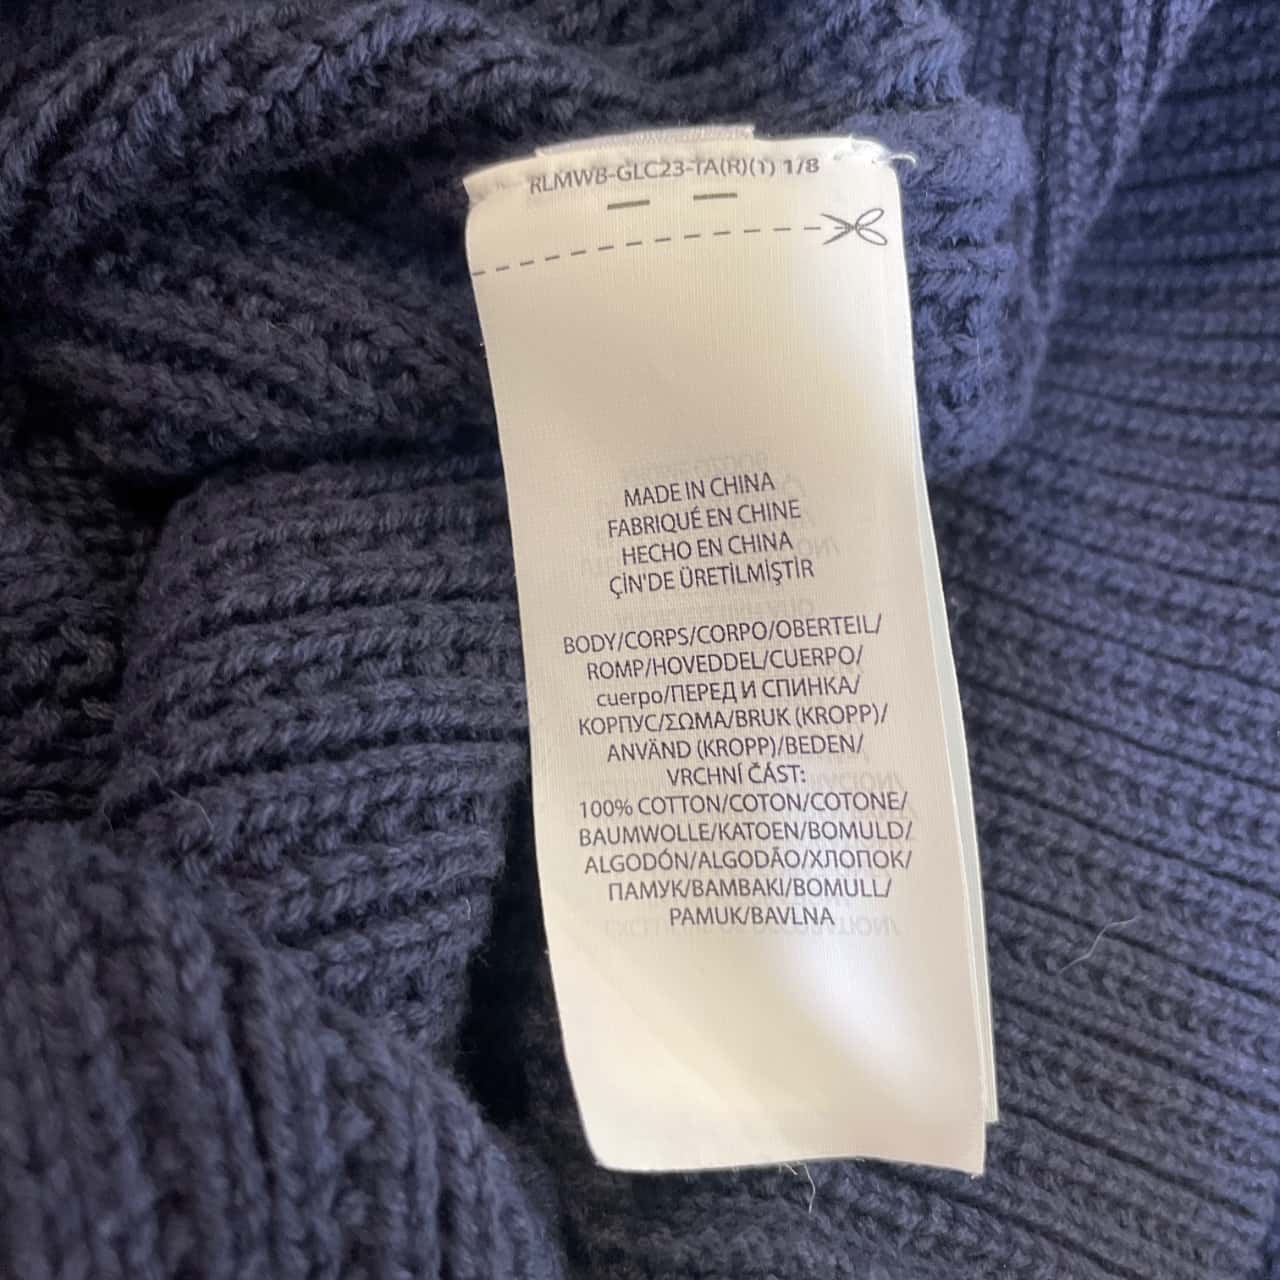 RLMWB-GLC23-TA(R)(1) 1/8
MADE IN CHINA
FABRIQUÉ EN CHINE
HECHO EN CHINA
ÇİN'DE ÜRETİLMİŞTİR
BODY/CORPS/CORPO/OBERTEIL/
ROMP/HOVEDDEL/CUERPO/
cuerpo/ПЕРЕД И СПИНКА/
КОРПУС/ΣΩΜΑ/BRUK (KROPP)/
ANVÄND (KROPP)/BEDEN/
VRCHNÍ ČÁST:
100% COTTON/COTON/COTONE/
BAUMWOLLE/KATOEN/BOMULD/
ALGODÓN/ALGODÃO/ХЛОПОК/
ПАМУК/ΒΑΜΒΑΚΙ/BOMULL/
PAMUK/BAVLNA